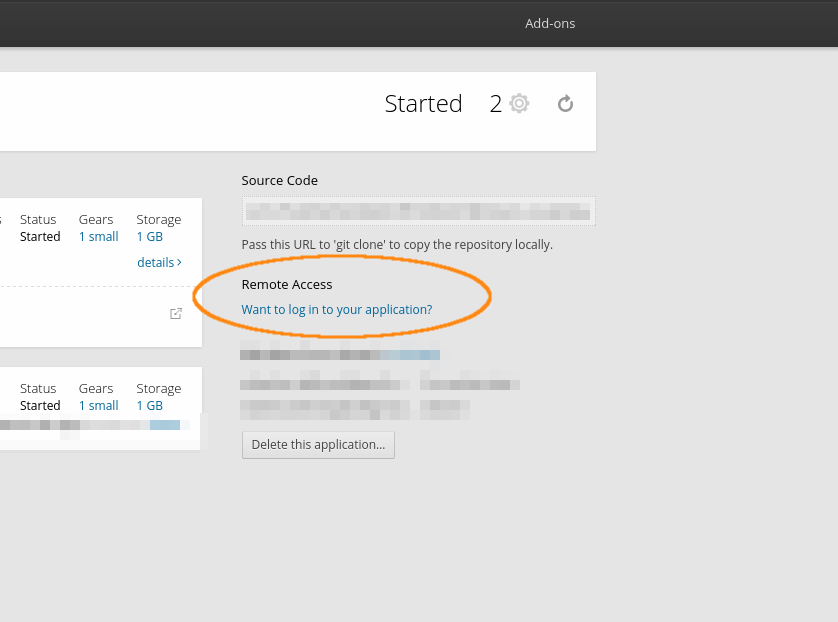 Add-ons
Started 2
Source Code
Pass this URL to 'git clone' to copy the repository locally.
Remote Access
Want to log in to your application?
Delete this application...
Status Gears Storage
Started 1 small 1 GB
details ›
Status Gears Storage
Started 1 small 1 GB